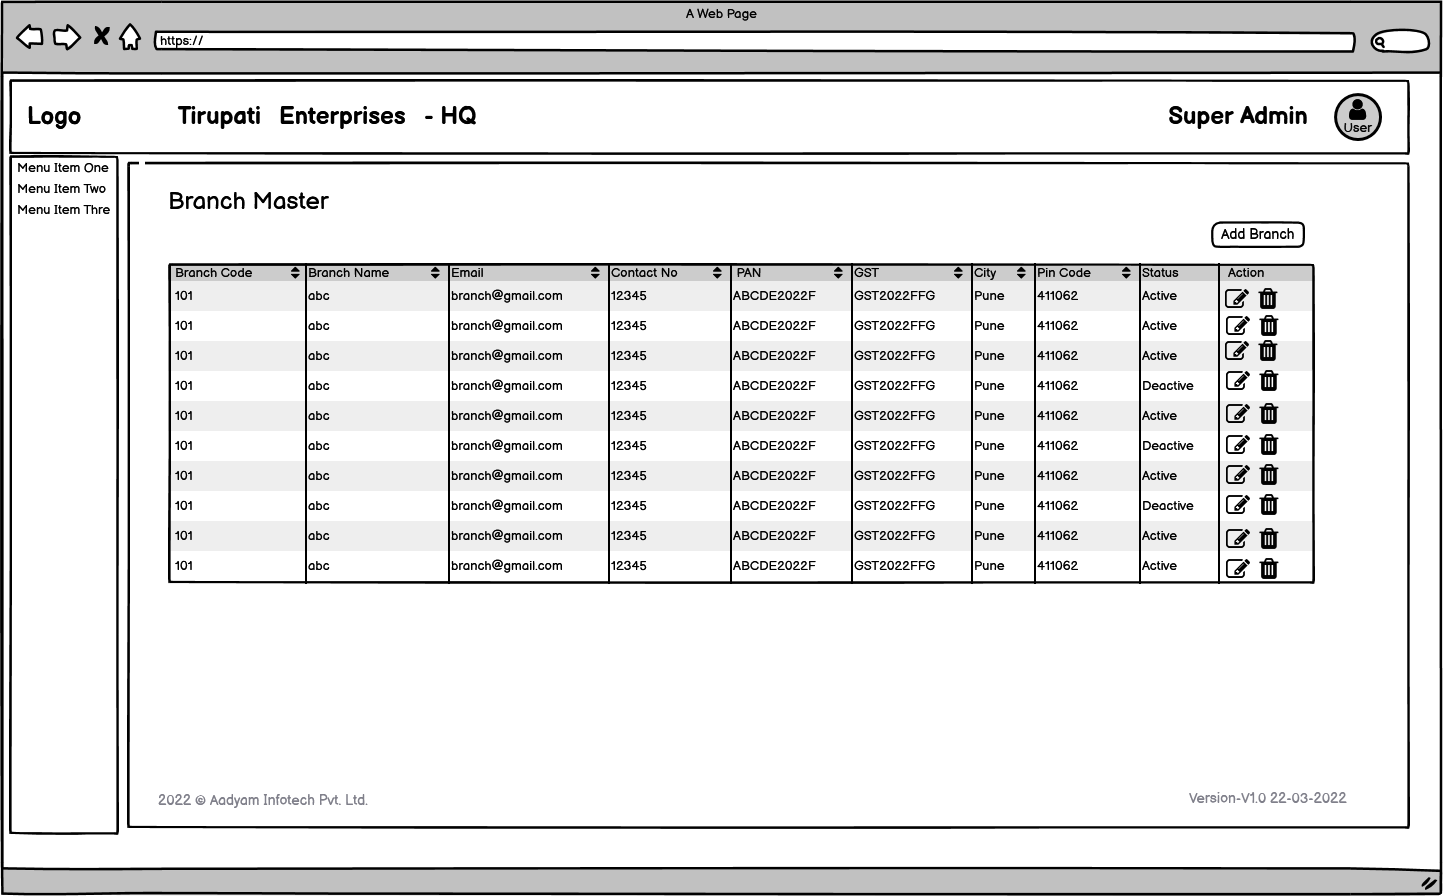 A Web Page
https://
Logo Tirupati Enterprises - HQ Super Admin User
Menu Item One
Menu Item Two
Menu Item Thre
Branch Master
Add Branch
Branch Code Branch Name Email Contact No PAN GST City Pin Code Status Action
101 abc branch@gmail.com 12345 ABCDE2022F GST2022FFG Pune 411062 Active
101 abc branch@gmail.com 12345 ABCDE2022F GST2022FFG Pune 411062 Active
101 abc branch@gmail.com 12345 ABCDE2022F GST2022FFG Pune 411062 Active
101 abc branch@gmail.com 12345 ABCDE2022F GST2022FFG Pune 411062 Deactive
101 abc branch@gmail.com 12345 ABCDE2022F GST2022FFG Pune 411062 Active
101 abc branch@gmail.com 12345 ABCDE2022F GST2022FFG Pune 411062 Deactive
101 abc branch@gmail.com 12345 ABCDE2022F GST2022FFG Pune 411062 Active
101 abc branch@gmail.com 12345 ABCDE2022F GST2022FFG Pune 411062 Deactive
101 abc branch@gmail.com 12345 ABCDE2022F GST2022FFG Pune 411062 Active
101 abc branch@gmail.com 12345 ABCDE2022F GST2022FFG Pune 411062 Active
2022 © Aadyam Infotech Pvt. Ltd. Version-V1.0 22-03-2022